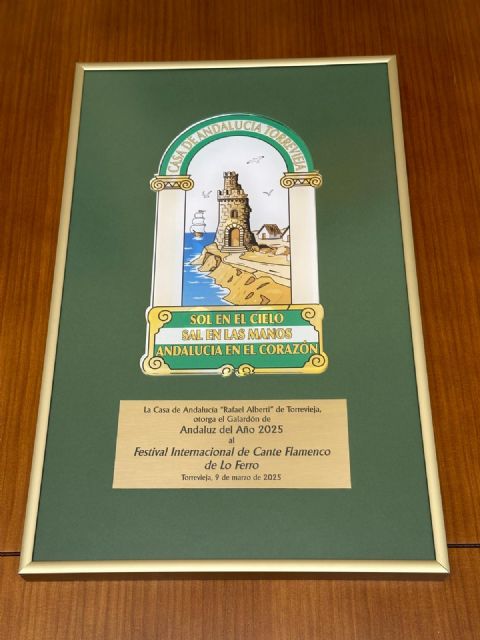 CASA DE ANDALUCIA TORREVIEJA
SOL EN EL CIELO
SAL EN LAS MANOS
ANDALUCIA EN EL CORAZÓN
La Casa de Andalucía "Rafael Alberti" de Torrevieja,
otorga el Galardón de
Andaluz del Año 2025
al
Festival Internacional de Cante Flamenco
de Lo Ferro
Torrevieja, 9 de marzo de 2025